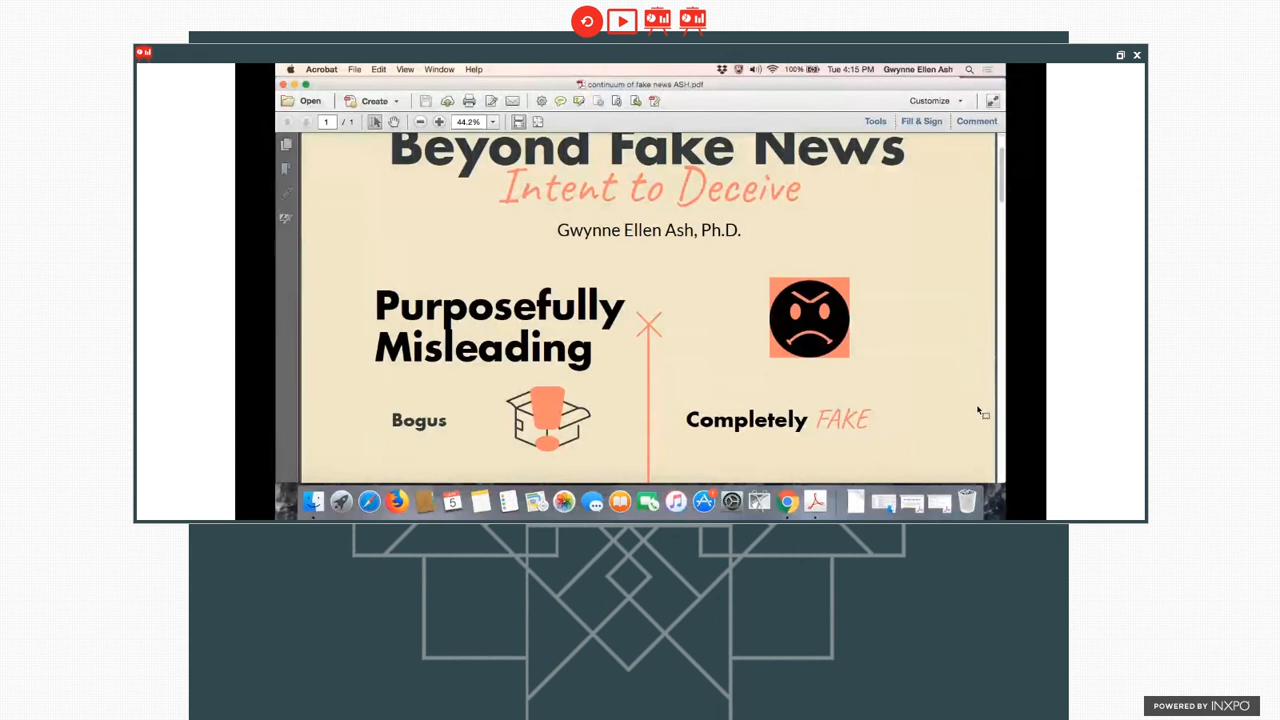 Acrobat File Edit View Window Help 100% Tue 4:15 PM Gwynne Ellen Ash
continuum of fake news ASH.pdf
Open Create Customize
1 / 1 44.2% Tools Fill & Sign Comment
Beyond Fake News
Intent to Deceive
Gwynne Ellen Ash, Ph.D.
Purposefully
Misleading
Bogus
Completely FAKE
5
POWERED BY INXPO